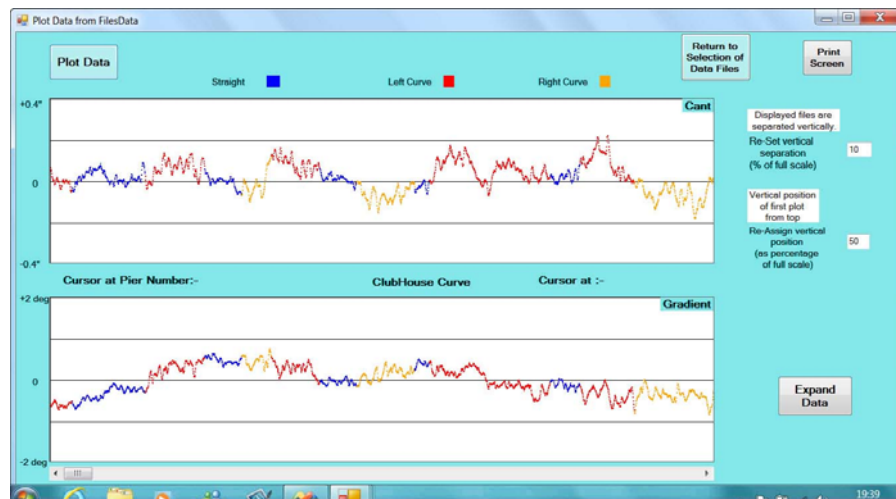 Plot Data from FilesData
Plot Data
Return to
Selection of
Data Files
Print
Screen
Straight
Left Curve
Right Curve
+0.4"
Cant
0
-0.4"
Displayed files are
separated vertically.
Re-Set vertical
separation
(% of full scale)
10
Vertical position
of first plot
from top
Re-Assign vertical
position
(as percentage
of full scale)
50
Cursor at Pier Number:-
ClubHouse Curve
Cursor at :-
+2 deg
Gradient
0
-2 deg
Expand
Data
19:39